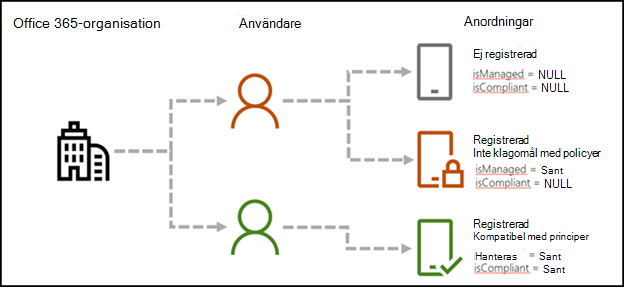 Office 365-organisation
Användare
Anordningar
Ej registrerad
isManaged = NULL
isCompliant = NULL
Registrerad
Inte klagomål med policyer
isManaged = Sant
isCompliant = NULL
Registrerad
Kompatibel med principer
Hanteras = Sant
isCompliant = Sant